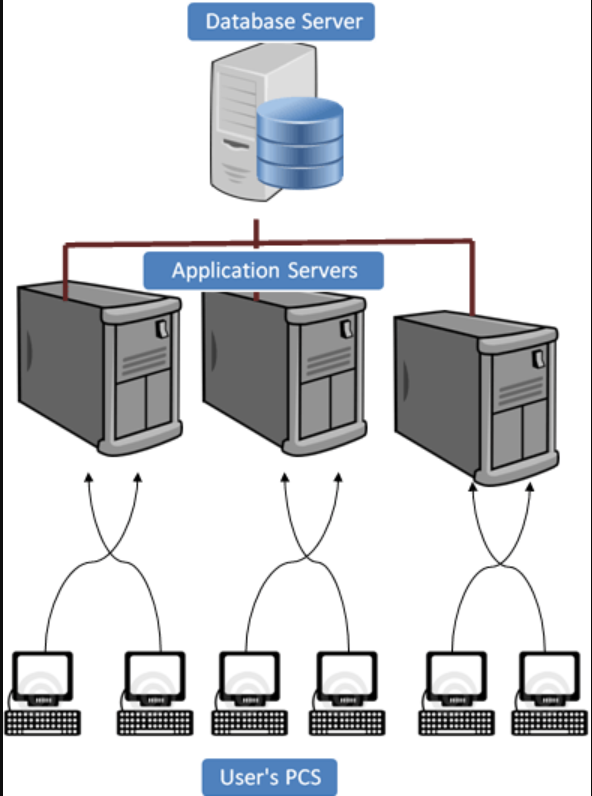 Database Server
Application Servers
User's PCS